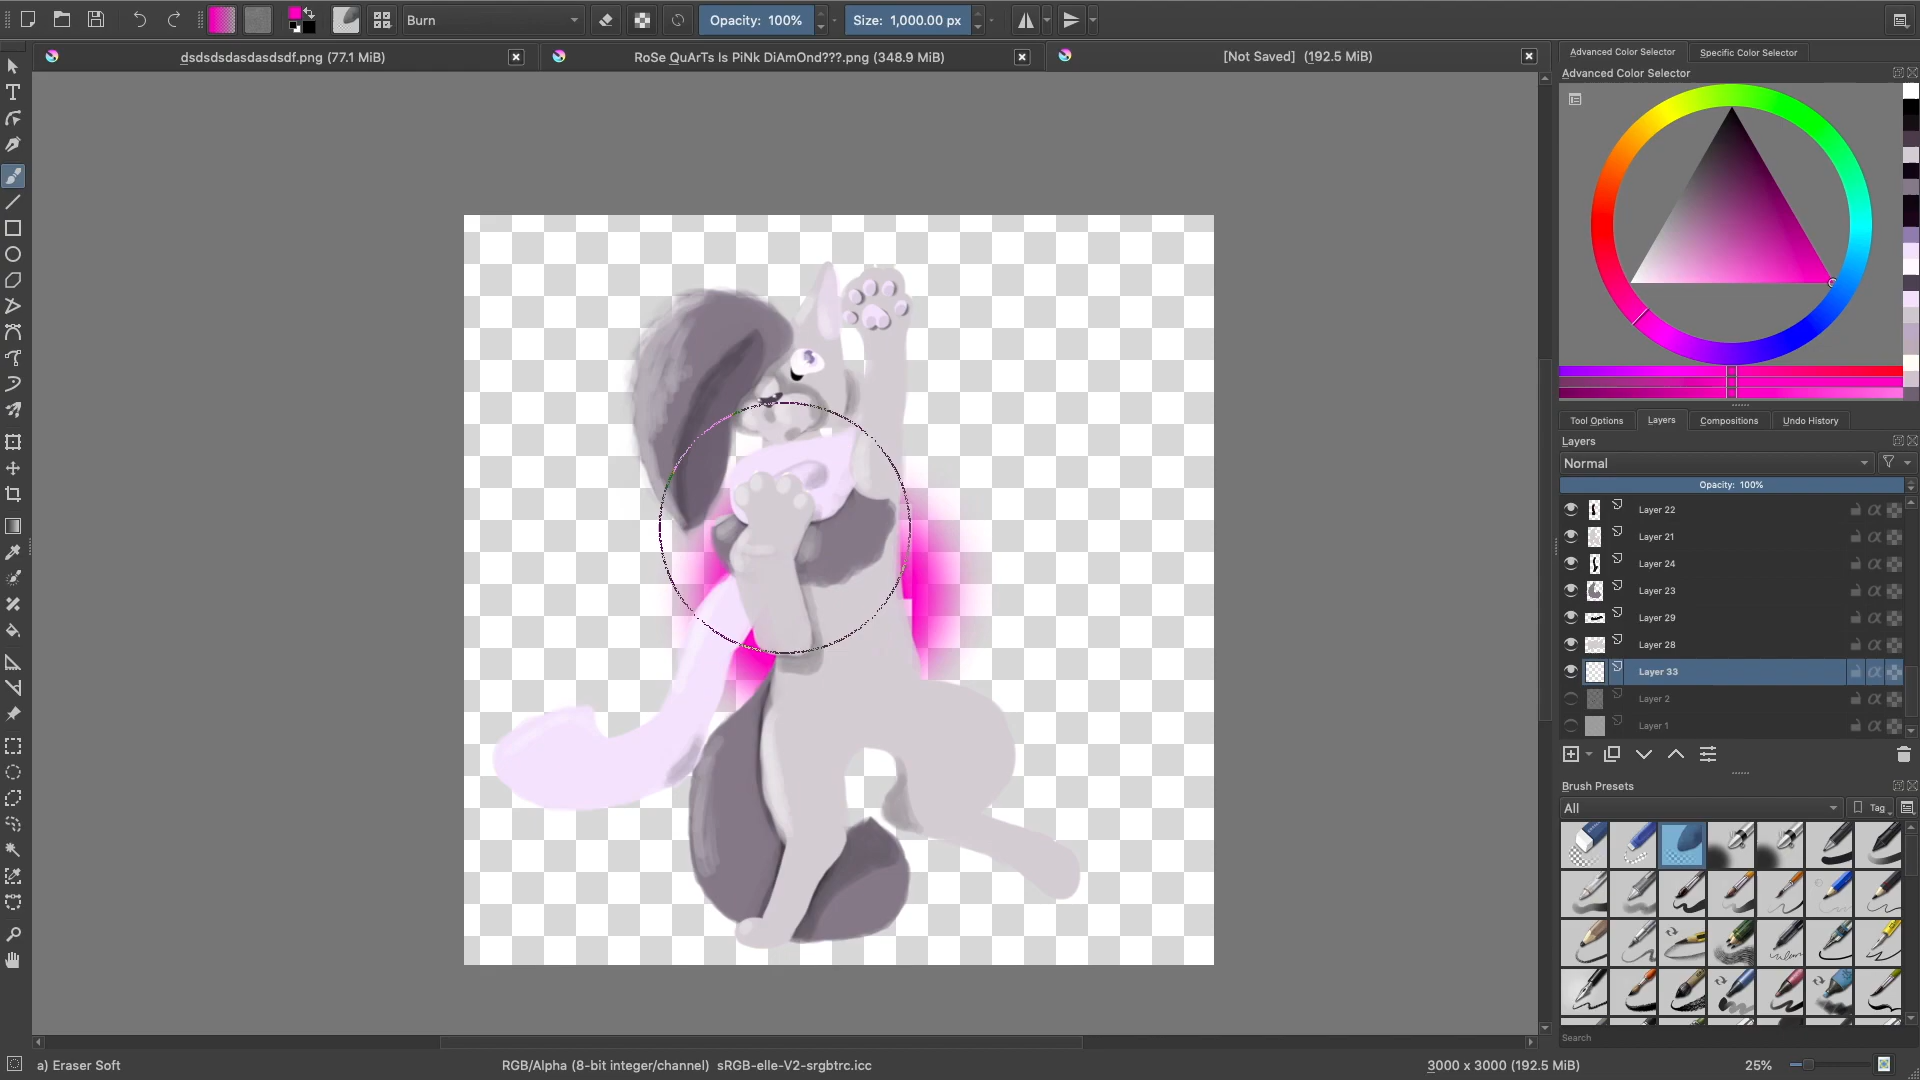 Burn
Opacity: 100%
Size: 1,000.00 px
dsdsdsdasdasdsdf.png (77.1 MiB)
RoSe QuArTs Is PiNk DiAmOnd???.png (348.9 MiB)
[Not Saved] (192.5 MiB)
Advanced Color Selector
Specific Color Selector
Advanced Color Selector
Tool Options
Layers
Compositions
Undo History
Layers
Normal
Opacity: 100%
Layer 22
Layer 21
Layer 24
Layer 23
Layer 29
Layer 28
Layer 33
Layer 2
Layer 1
Brush Presets
All
Tag
Search
a) Eraser Soft
RGB/Alpha (8-bit integer/channel) sRGB-elle-V2-srgbtrc.icc
3000 x 3000 (192.5 MiB)
25%